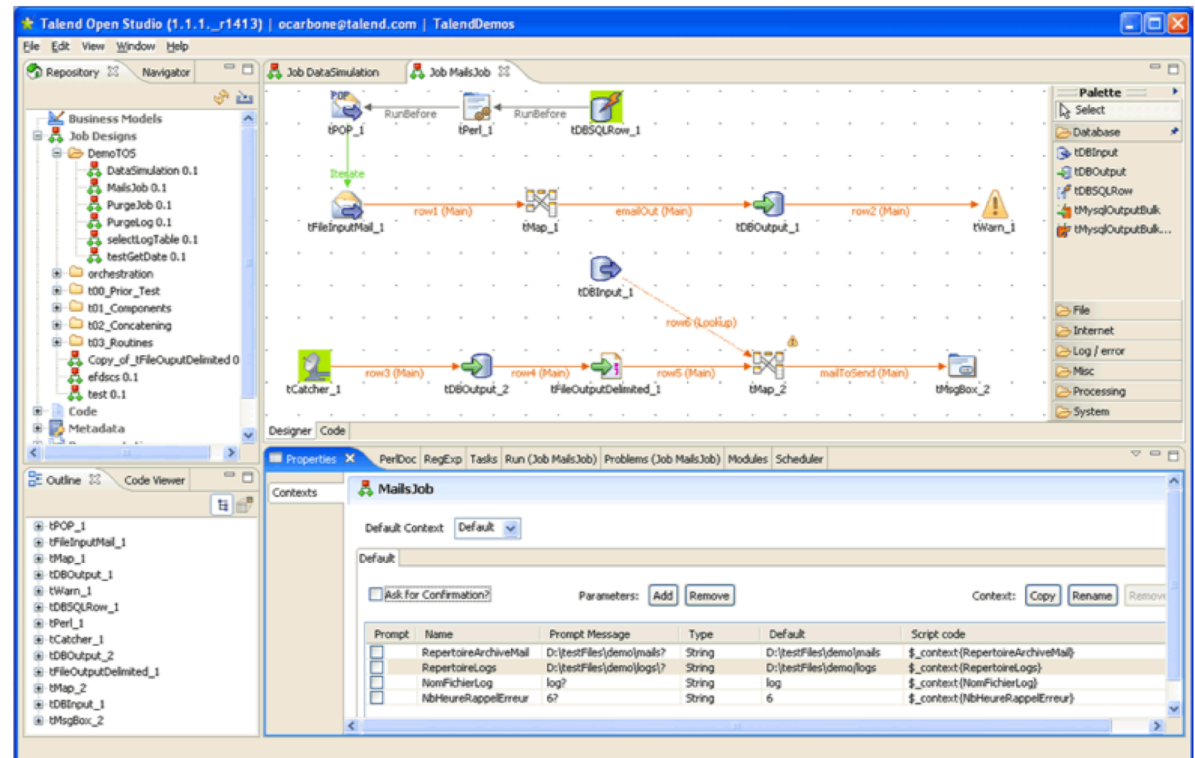 Talend Open Studio (1.1.1._r1413) | ocarbone@talend.com | TalendDemos
File Edit View Window Help
Repository Navigator
Business Models
Job Designs
DemoTOS
DataSimulation 0.1
MailsJob 0.1
PurgeJob 0.1
PurgeLog 0.1
selectLogTable 0.1
testGetDate 0.1
orchestration
t00_Prior_Test
t01_Components
t02_Concatening
t03_Routines
Copy_of_tFileOuputDelimited 0
efdscs 0.1
test 0.1
Code
Metadata
Job DataSimulation Job MailsJob
POP RunBefore RunBefore
tPOP_1 tPerl_1 tDBSQLRow_1
Iterate
row1 (Main) emailOut (Main) row2 (Main)
tFileInputMail_1 tMap_1 tDBOutput_1 tWarn_1
tDBInput_1
row6 (Lookup)
row3 (Main) row4 (Main) row5 (Main) mailToSend (Main)
tCatcher_1 tDBOutput_2 tFileOutputDelimited_1 tMap_2 tMsgBox_2
Designer Code
Palette
Select
Database
tDBInput
tDBOutput
tDBSQLRow
tMysqlOutputBulk
tMysqlOutputBulk...
File
Internet
Log / error
Misc
Processing
System
Outline Code Viewer
tPOP_1
tFileInputMail_1
tMap_1
tDBOutput_1
tWarn_1
tDBSQLRow_1
tPerl_1
tCatcher_1
tDBOutput_2
tFileOutputDelimited_1
tMap_2
tDBInput_1
tMsgBox_2
Properties PerlDoc RegExp Tasks Run (Job MailsJob) Problems (Job MailsJob) Modules Scheduler
Contexts
MailsJob
Default Context Default
Default
Ask for Confirmation? Parameters: Add Remove Context: Copy Rename Remove
Prompt Name Prompt Message Type Default Script code
RepertoireArchiveMail D:\testFiles\demo\mails? String D:\testFiles\demo\mails $_context{RepertoireArchiveMail}
RepertoireLogs D:\testFiles\demo\logs\? String D:\testFiles\demo/logs $_context{RepertoireLogs}
NomFichierLog log? String log $_context{NomFichierLog}
NbHeureRappelErreur 6? String 6 $_context{NbHeureRappelErreur}